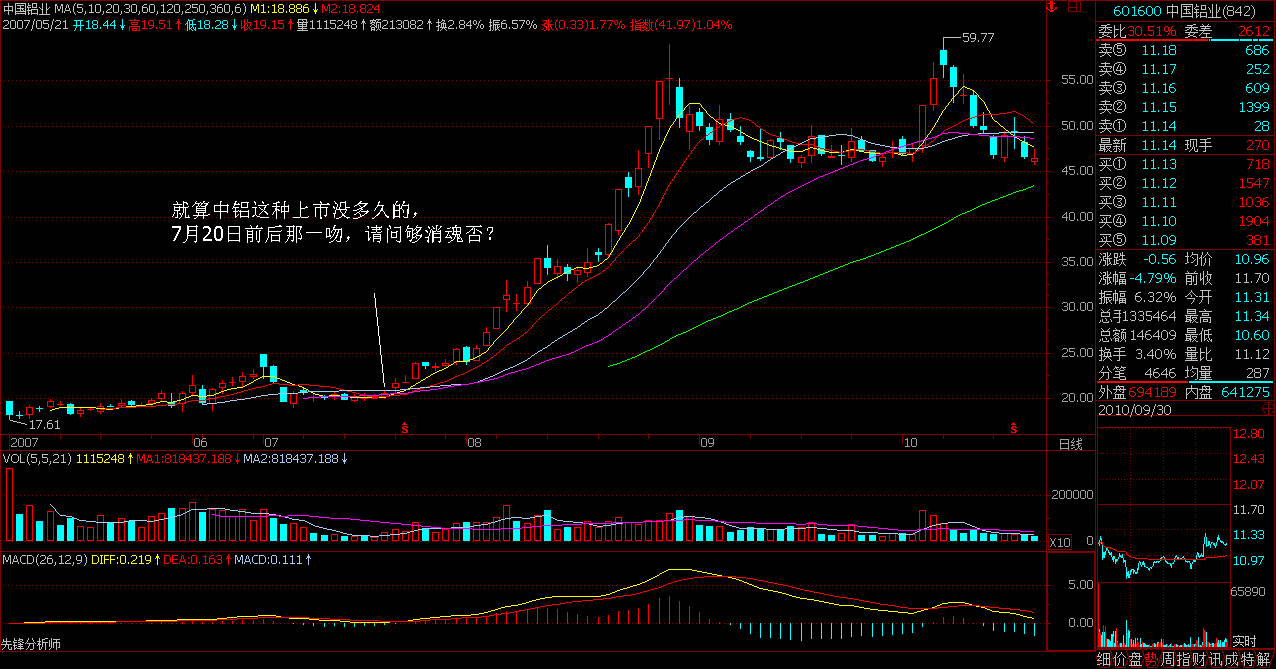 中国铝业 MA(5,10,20,30,60,120,250,360,6) M1:18.886↓ M2:18.824
2007/05/21 开18.44↓ 高19.51↑ 低18.28↓ 收19.15↑ 量1115248↑ 额213082↑ 换2.84% 振6.57% 涨(0.33)1.77% 指数(41.97)1.04%
59.77
55.00
50.00
45.00
40.00
35.00
30.00
25.00
20.00
就算中铝这种上市没多久的，
7月20日前后那一吻，请问够消魂否？
17.61
2007 06 07 08 09 10 日线
VOL(5,5,21) 1115248↑ MA1:818437.188↓ MA2:818437.188↓
200000
X10 0
MACD(26,12,9) DIFF:0.219↑ DEA:0.163↑ MACD:0.111↑
5.00
0.00
先锋分析师
601600 中国铝业(842)
委比30.51% 委差 2612
卖⑤ 11.18 686
卖④ 11.17 252
卖③ 11.16 609
卖② 11.15 1399
卖① 11.14 28
最新 11.14 现手 270
买① 11.13 718
买② 11.12 1547
买③ 11.11 1036
买④ 11.10 1904
买⑤ 11.09 381
涨跌 -0.56 均价 10.96
涨幅 -4.79% 前收 11.70
振幅 6.32% 今开 11.31
总手1335464 最高 11.34
总额 146409 最低 10.60
换手 3.40% 量比 11.12
分笔 4646 均量 287
外盘694189 内盘 641275
2010/09/30
12.80
12.43
12.07
11.70
11.33
10.97
65890
实时
细价盘势周指财讯成特解